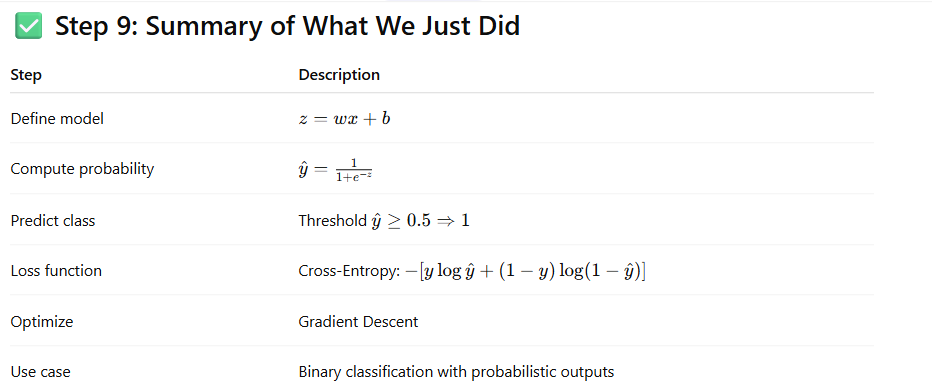 ✅ Step 9: Summary of What We Just Did
Step Description
Define model z = wx + b
Compute probability ŷ = 1/(1+e^−z)
Predict class Threshold ŷ ≥ 0.5 ⇒ 1
Loss function Cross-Entropy: −[y log ŷ + (1 − y) log(1 − ŷ)]
Optimize Gradient Descent
Use case Binary classification with probabilistic outputs